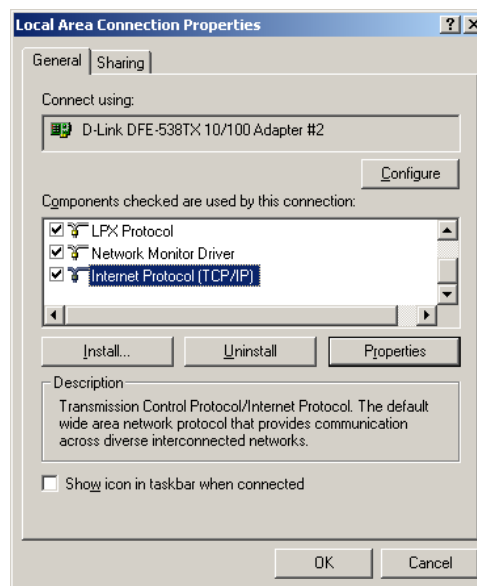 Local Area Connection Properties
General
Sharing
Connect using:
D-Link DFE-538TX 10/100 Adapter #2
Configure
Components checked are used by this connection:
LPX Protocol
Network Monitor Driver
Internet Protocol (TCP/IP)
Install...
Uninstall
Properties
Description
Transmission Control Protocol/Internet Protocol. The default
wide area network protocol that provides communication
across diverse interconnected networks.
Show icon in taskbar when connected
OK
Cancel